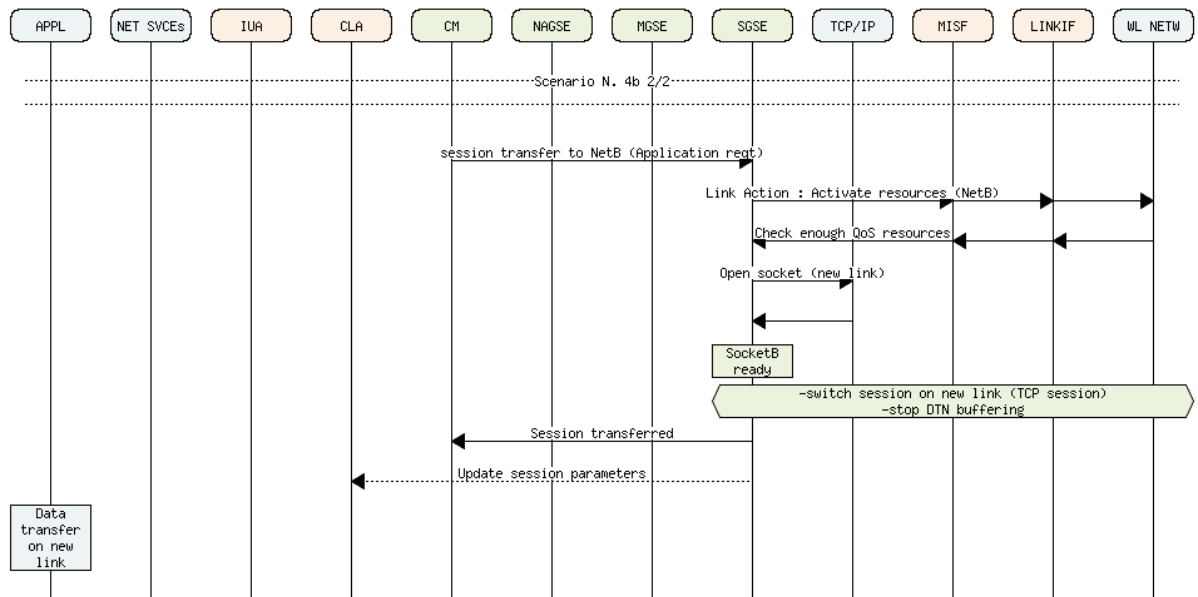 APPL
NET SVCEs
IUA
CLA
CM
NAGSE
MGSE
SGSE
TCP/IP
MISF
LINKIF
WL NETW
Scenario N. 4b 2/2
session transfer to NetB (Application reqt)
Link Action : Activate resources (NetB)
Check enough QoS resources
Open socket (new link)
SocketB
ready
-switch session on new link (TCP session)
-stop DTN buffering
Session transferred
Update session parameters
Data
transfer
on new
link